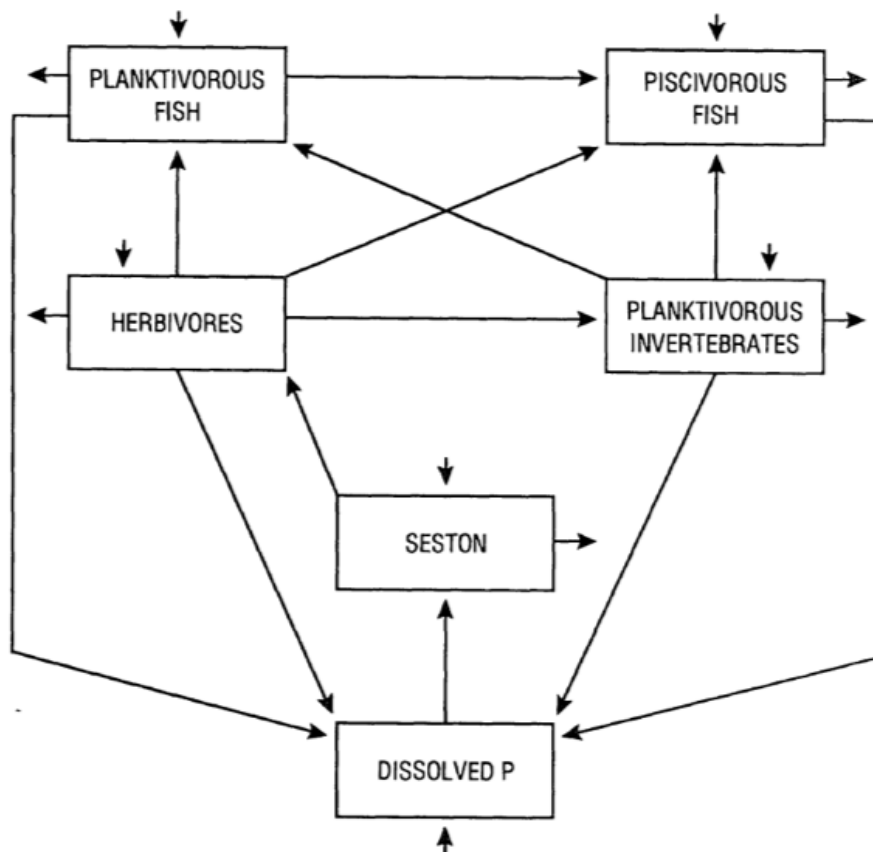 PLANKTIVOROUS
FISH
PISCIVOROUS
FISH
HERBIVORES
PLANKTIVOROUS
INVERTEBRATES
SESTON
DISSOLVED P